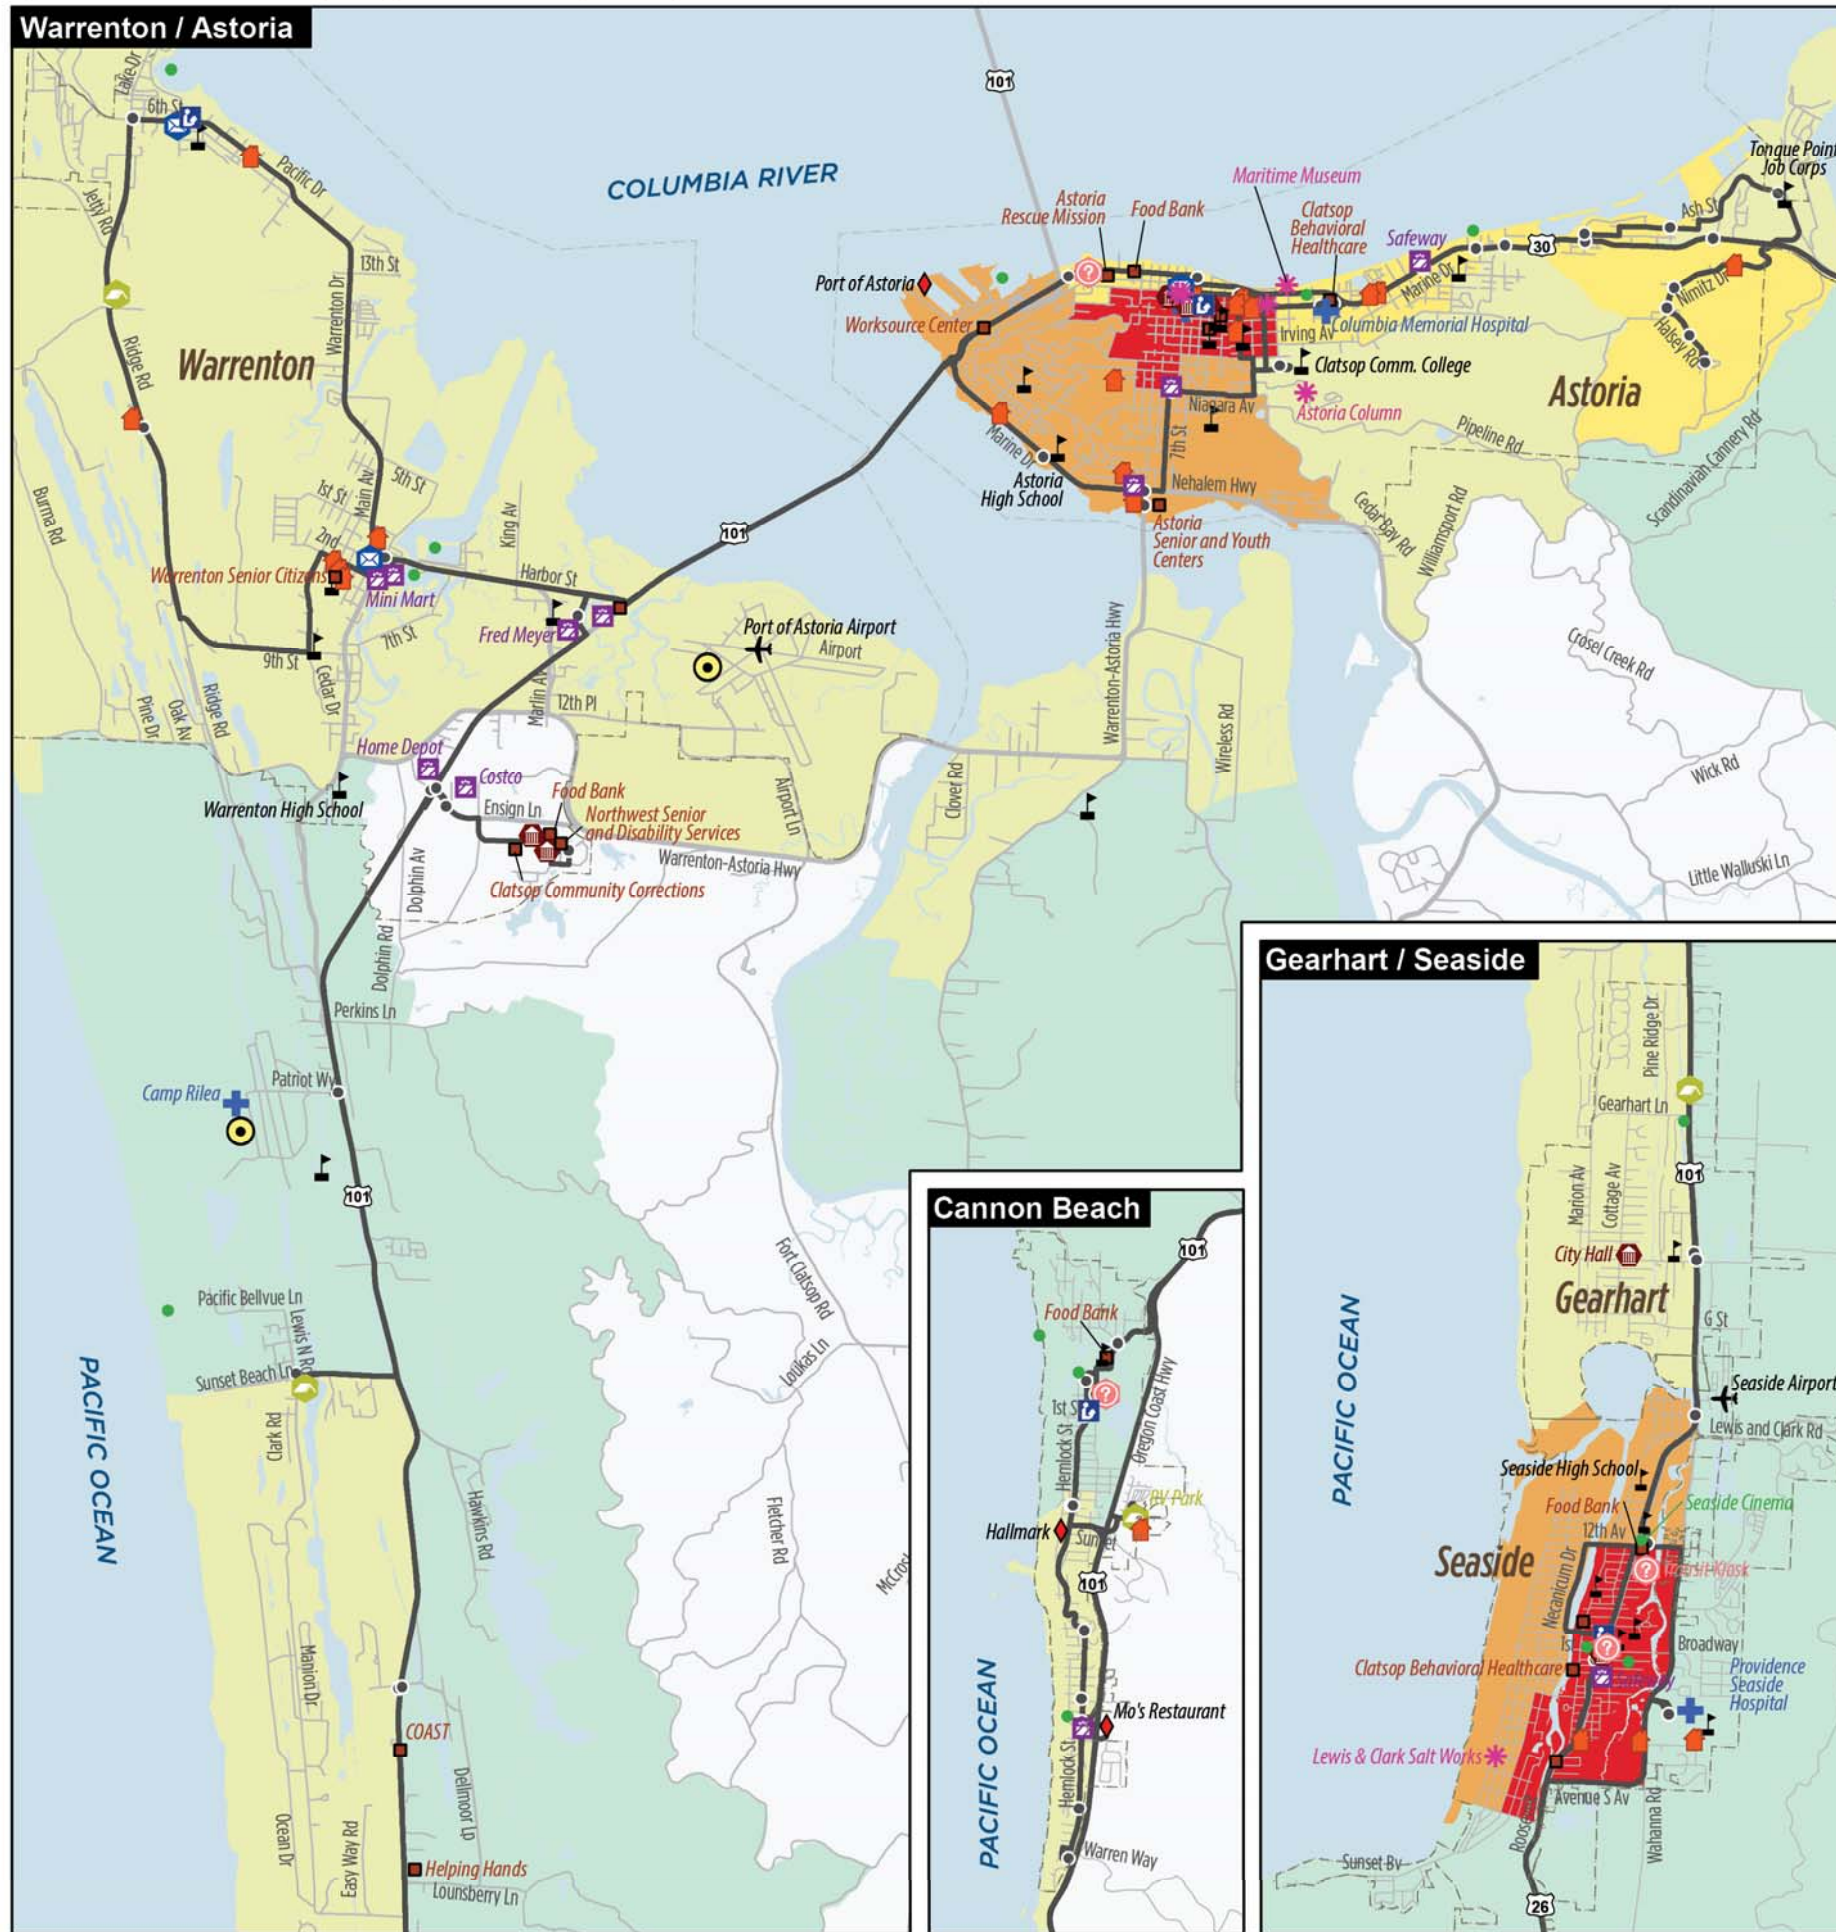 Warrenton / Astoria
Lake Dr
6th St
Pacific Dr
Jetty Rd
13th St
Warrenton Dr
Ridge Rd
Warrenton
Burma Rd
1st St
Main Av
5th St
2nd
King Av
Warrenton Senior Citizens
Mini Mart
Harbor St
7th St
Fred Meyer
9th St
Cedar Dr
Pine Dr
Oak Av
Ridge Rd
Marlin Av
12th Pl
Port of Astoria Airport
Airport
101
COLUMBIA RIVER
101
Port of Astoria
Worksource Center
Astoria
Rescue Mission
Food Bank
Maritime Museum
Clatsop
Behavioral
Healthcare
Safeway
Marine Dr
30
Ash St
Tongue Point
Job Corps
Nimitz Dr
Halsey Rd
Irving Av
Columbia Memorial Hospital
Clatsop Comm. College
Astoria
Astoria Column
Niagara Av
7th St
Marine Dr
Astoria
High School
Nehalem Hwy
Astoria
Senior and Youth
Centers
Pipeline Rd
Scandinavian Cannery Rd
Cedar Bay Rd
Williamsport Rd
Crosel Creek Rd
Wick Rd
Little Walluski Ln
Warrenton-Astoria Hwy
Wireless Rd
Clover Rd
Airport Ln
Home Depot
Costco
Warrenton High School
Ensign Ln
Food Bank
Northwest Senior
and Disability Services
Warrenton-Astoria Hwy
Clatsop Community Corrections
Dolphin Av
Dolphin Rd
Perkins Ln
Patriot Wy
Camp Rilea
101
Pacific Bellvue Ln
Lewis N Rd
Sunset Beach Ln
Clark Rd
PACIFIC OCEAN
Hawkins Rd
Manion Dr
COAST
Dellmoor Lp
Ocean Dr
Easy Way Rd
Helping Hands
Lounsberry Ln
Fort Clatsop Rd
Loukas Ln
Fletcher Rd
Cannon Beach
101
Food Bank
1st St
Hemlock St
Oregon Coast Hwy
RV Park
Hallmark
Sunset
101
Mo's Restaurant
Hemlock St
PACIFIC OCEAN
Warren Way
Gearhart / Seaside
Pine Ridge Dr
Gearhart Ln
101
Marion Av
Cottage Av
City Hall
Gearhart
G St
PACIFIC OCEAN
Seaside Airport
Lewis and Clark Rd
Seaside High School
Food Bank
Seaside Cinema
12th Av
Seaside
Transit Kiosk
Necanicum Dr
1st
Broadway
Clatsop Behavioral Healthcare
Safeway
Providence
Seaside
Hospital
Lewis & Clark Salt Works
Avenue S Av
Wahanna Rd
Sunset Bv
26